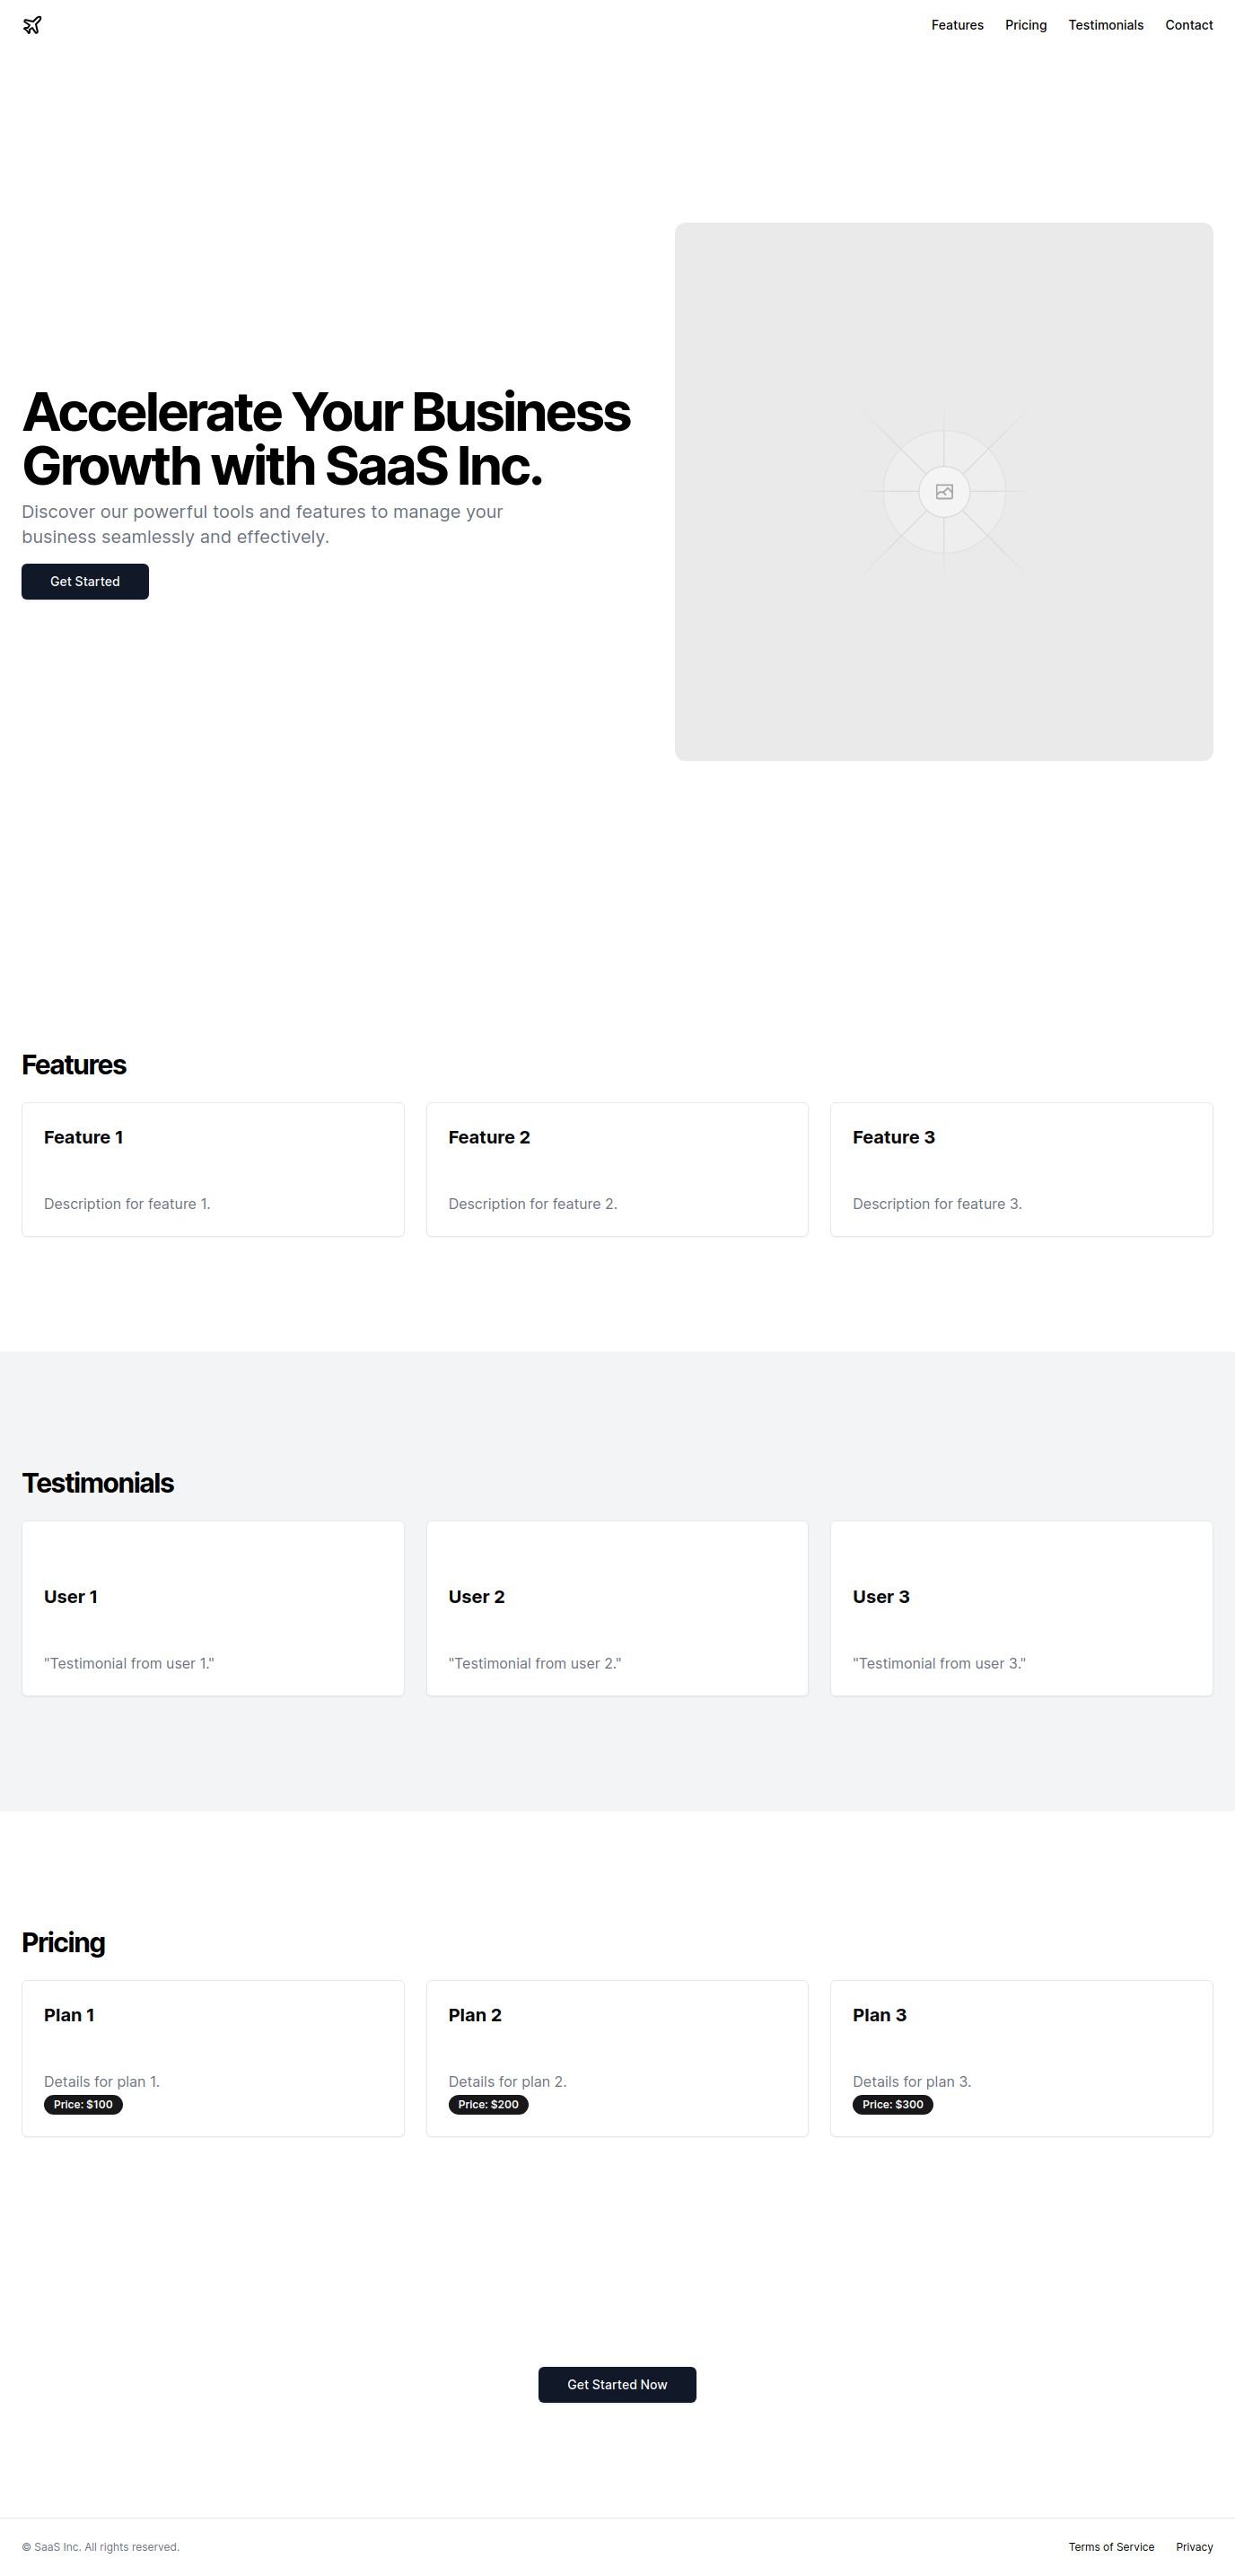 Features Pricing Testimonials Contact
Accelerate Your Business
Growth with SaaS Inc.
Discover our powerful tools and features to manage your
business seamlessly and effectively.
Get Started
Features
Feature 1
Description for feature 1.
Feature 2
Description for feature 2.
Feature 3
Description for feature 3.
Testimonials
User 1
"Testimonial from user 1."
User 2
"Testimonial from user 2."
User 3
"Testimonial from user 3."
Pricing
Plan 1
Details for plan 1.
Price: $100
Plan 2
Details for plan 2.
Price: $200
Plan 3
Details for plan 3.
Price: $300
Get Started Now
© SaaS Inc. All rights reserved.
Terms of Service Privacy